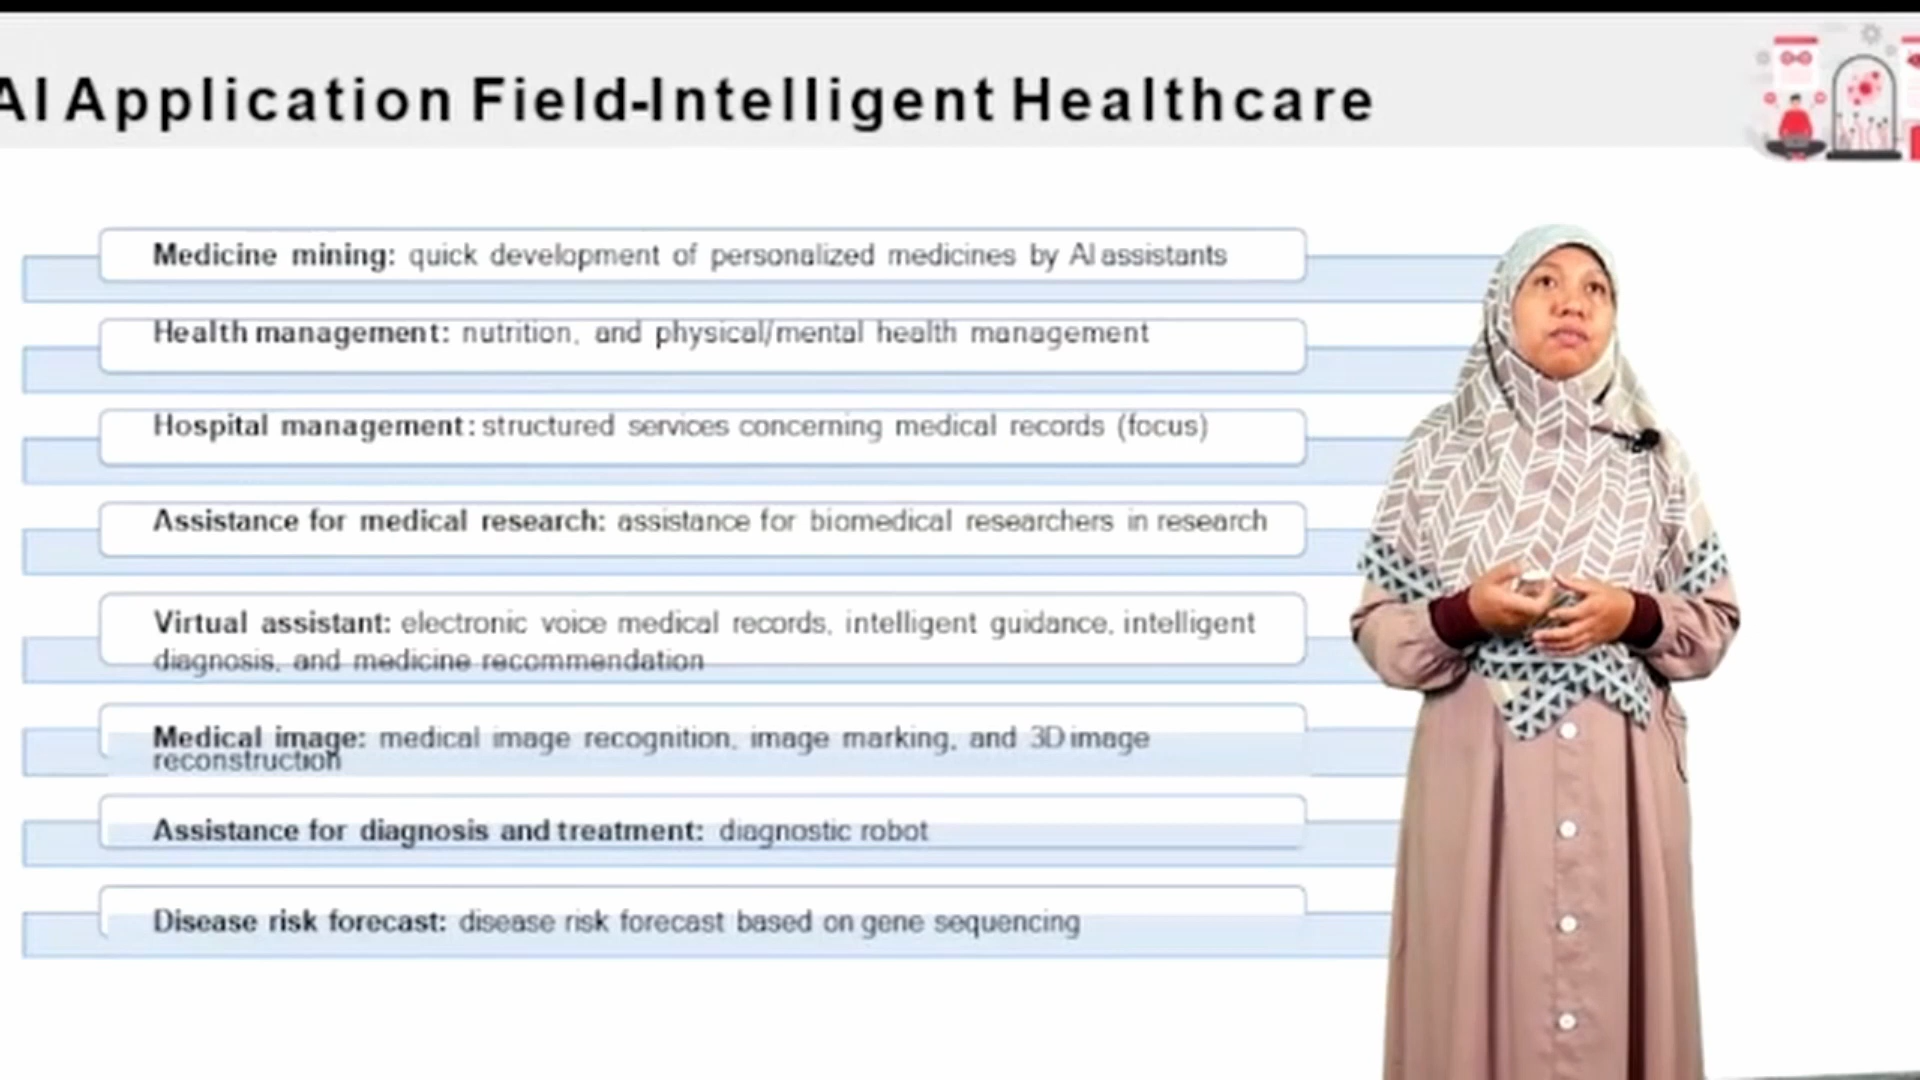 AI Application Field-Intelligent Healthcare
Medicine mining: quick development of personalized medicines by AI assistants
Health management: nutrition, and physical/mental health management
Hospital management: structured services concerning medical records (focus)
Assistance for medical research: assistance for biomedical researchers in research
Virtual assistant: electronic voice medical records, intelligent guidance, intelligent
diagnosis, and medicine recommendation
Medical image: medical image recognition, image marking, and 3D image
reconstruction
Assistance for diagnosis and treatment: diagnostic robot
Disease risk forecast: disease risk forecast based on gene sequencing